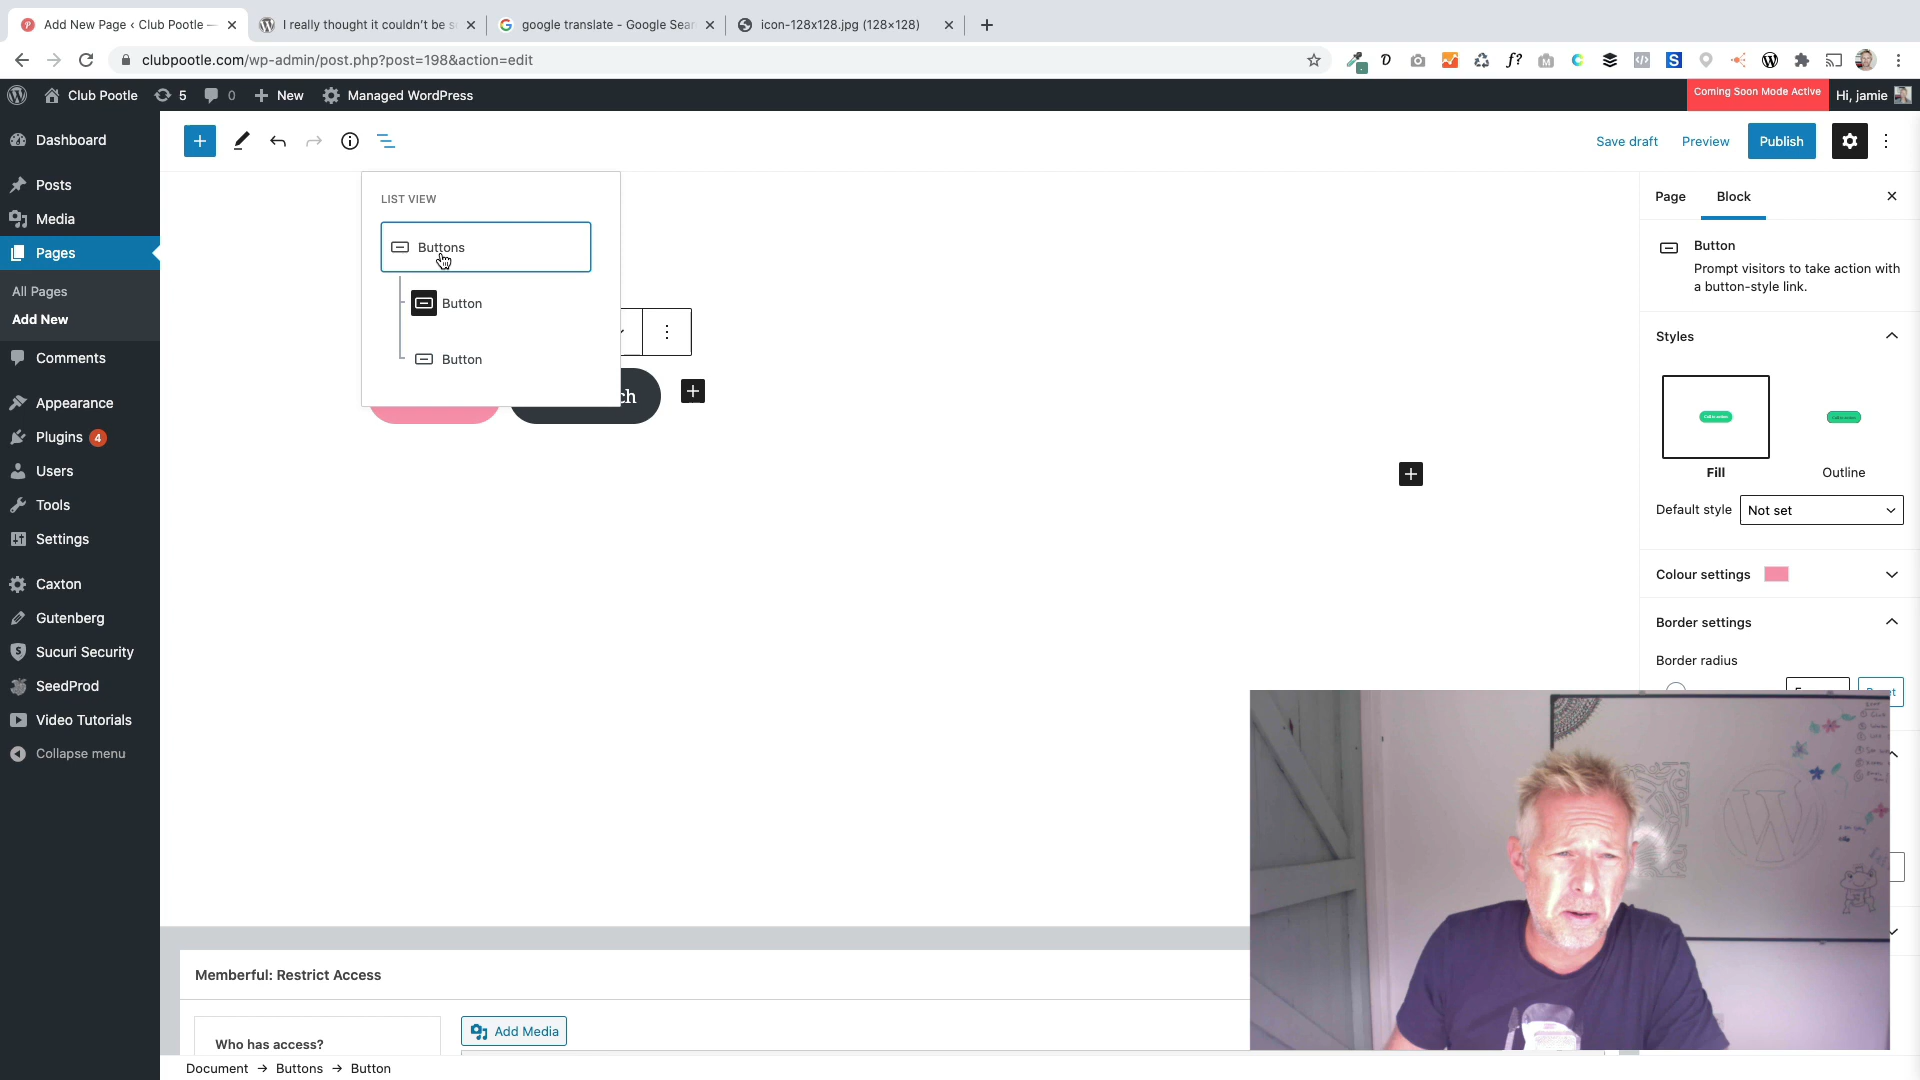 Add New Page ‹ Club Pootle —
I really thought it couldn't be s
google translate - Google Sear
icon-128x128.jpg (128×128)
clubpootle.com/wp-admin/post.php?post=198&action=edit
Club Pootle
5
0
New
Managed WordPress
Coming Soon Mode Active
Hi, jamie
Dashboard
Posts
Media
Pages
All Pages
Add New
Comments
Appearance
Plugins 4
Users
Tools
Settings
Caxton
Gutenberg
Sucuri Security
SeedProd
Video Tutorials
Collapse menu
Save draft
Preview
Publish
LIST VIEW
Buttons
Button
Button
ch
Page
Block
Button
Prompt visitors to take action with
a button-style link.
Styles
Fill
Outline
Default style
Not set
Colour settings
Border settings
Border radius
Memberful: Restrict Access
Who has access?
Add Media
Document → Buttons → Button